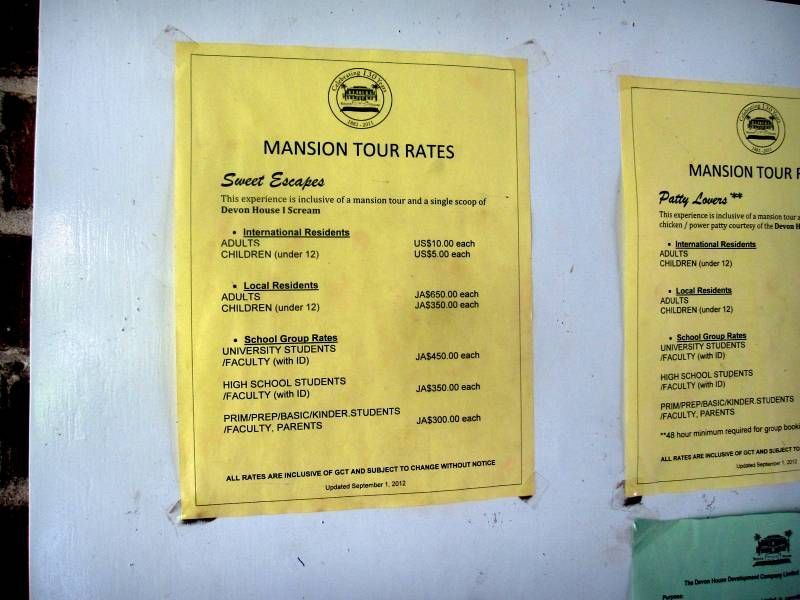 Celebrating 130 Years
1881 - 2011
MANSION TOUR RATES
Sweet Escapes
This experience is inclusive of a mansion tour and a single scoop of
Devon House I Scream
• International Residents
ADULTS US$10.00 each
CHILDREN (under 12) US$5.00 each
• Local Residents
ADULTS JA$650.00 each
CHILDREN (under 12) JA$350.00 each
• School Group Rates
UNIVERSITY STUDENTS
/FACULTY (with ID) JA$450.00 each
HIGH SCHOOL STUDENTS
/FACULTY (with ID) JA$350.00 each
PRIM/PREP/BASIC/KINDER.STUDENTS
/FACULTY, PARENTS JA$300.00 each
ALL RATES ARE INCLUSIVE OF GCT AND SUBJECT TO CHANGE WITHOUT NOTICE
Updated September 1, 2012
MANSION TOUR R
Patty Lovers **
This experience is inclusive of a mansion tour a
chicken / power patty courtesy of the Devon H
• International Residents
ADULTS
CHILDREN (under 12)
• Local Residents
ADULTS
CHILDREN (under 12)
• School Group Rates
UNIVERSITY STUDENTS
/FACULTY (with ID)
HIGH SCHOOL STUDENTS
/FACULTY (with ID)
PRIM/PREP/BASIC/KINDER.STUDENTS
/FACULTY, PARENTS
**48 hour minimum required for group booki
ALL RATES ARE INCLUSIVE OF GCT AND SUBJECT TO
Updated September 1, 2012
The Devon House Development Company Limited
Purpose: